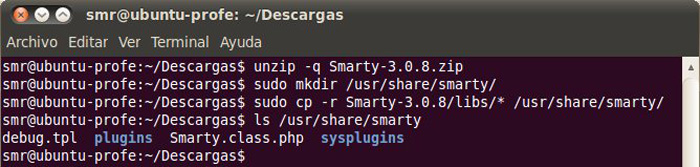 smr@ubuntu-profe: ~/Descargas
Archivo Editar Ver Terminal Ayuda
smr@ubuntu-profe:~/Descargas$ unzip -q Smarty-3.0.8.zip
smr@ubuntu-profe:~/Descargas$ sudo mkdir /usr/share/smarty/
smr@ubuntu-profe:~/Descargas$ sudo cp -r Smarty-3.0.8/libs/* /usr/share/smarty/
smr@ubuntu-profe:~/Descargas$ ls /usr/share/smarty
debug.tpl plugins Smarty.class.php sysplugins
smr@ubuntu-profe:~/Descargas$